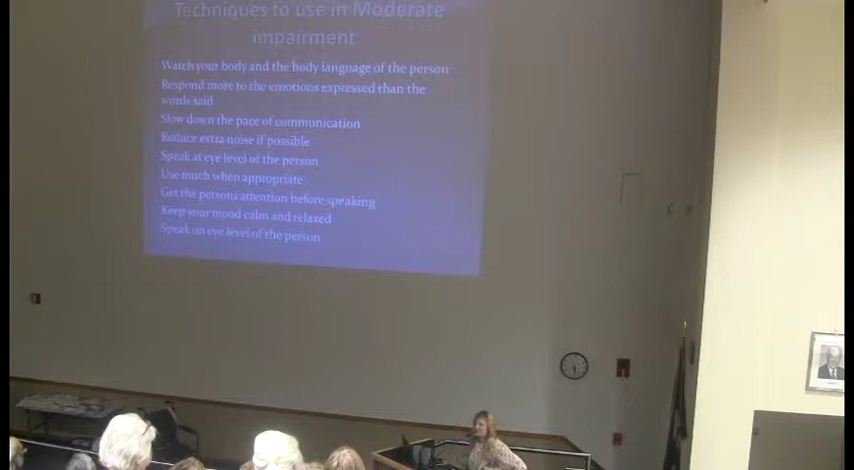 Techniques to use in Moderate
impairment
Watch your body and the body language of the person
Respond more to the emotions expressed than the
words said
Slow down the pace of communication
Reduce extra noise if possible
Speak at eye level of the person
Use touch when appropriate
Get the persons attention before speaking
Keep your mood calm and relaxed
Speak on eye level of the person